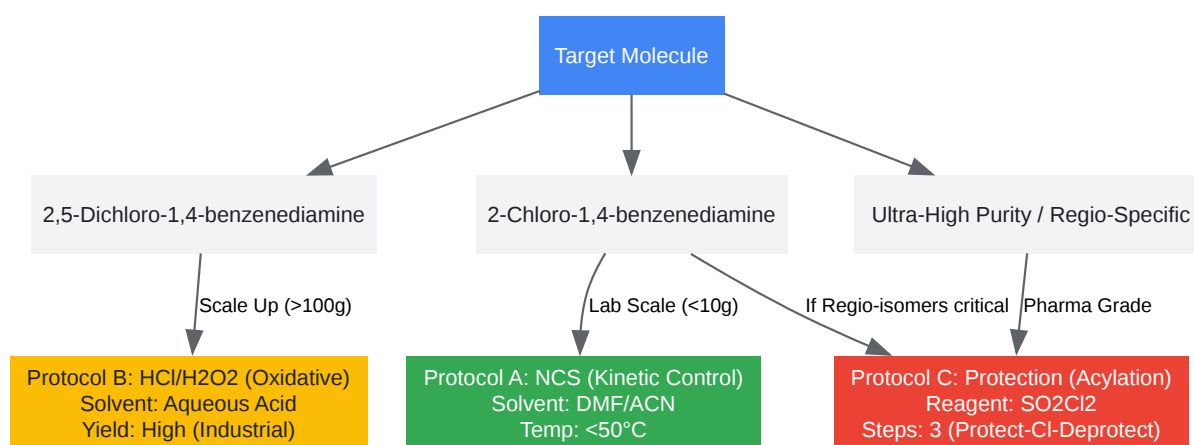 Target Molecule
2,5-Dichloro-1,4-benzenediamine
2-Chloro-1,4-benzenediamine
Ultra-High Purity / Regio-Specific
Scale Up (>100g)
Lab Scale (<10g)
If Regio-isomers critical
Pharma Grade
Protocol B: HCl/H2O2 (Oxidative)
Solvent: Aqueous Acid
Yield: High (Industrial)
Protocol A: NCS (Kinetic Control)
Solvent: DMF/ACN
Temp: <50°C
Protocol C: Protection (Acylation)
Reagent: SO2Cl2
Steps: 3 (Protect-Cl-Deprotect)